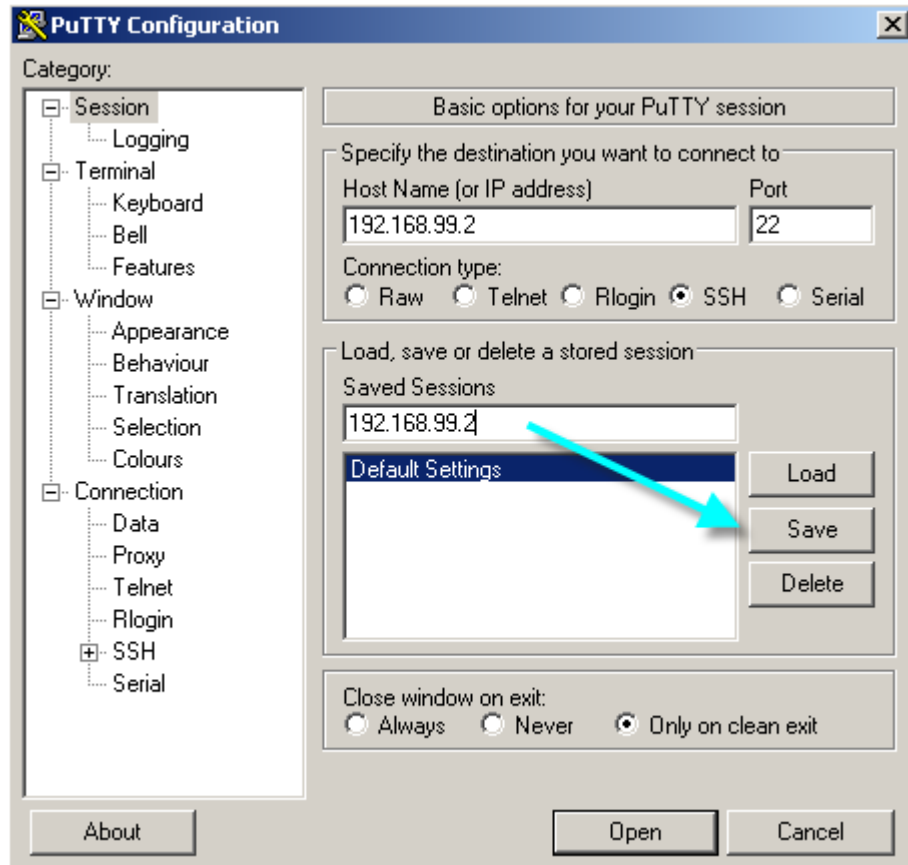 PuTTY Configuration
Category:
Session
Logging
Terminal
Keyboard
Bell
Features
Window
Appearance
Behaviour
Translation
Selection
Colours
Connection
Data
Proxy
Telnet
Rlogin
SSH
Serial
Basic options for your PuTTY session
Specify the destination you want to connect to
Host Name (or IP address) Port
192.168.99.2 22
Connection type:
Raw Telnet Rlogin SSH Serial
Load, save or delete a stored session
Saved Sessions
192.168.99.2
Default Settings
Load
Save
Delete
Close window on exit:
Always Never Only on clean exit
About Open Cancel